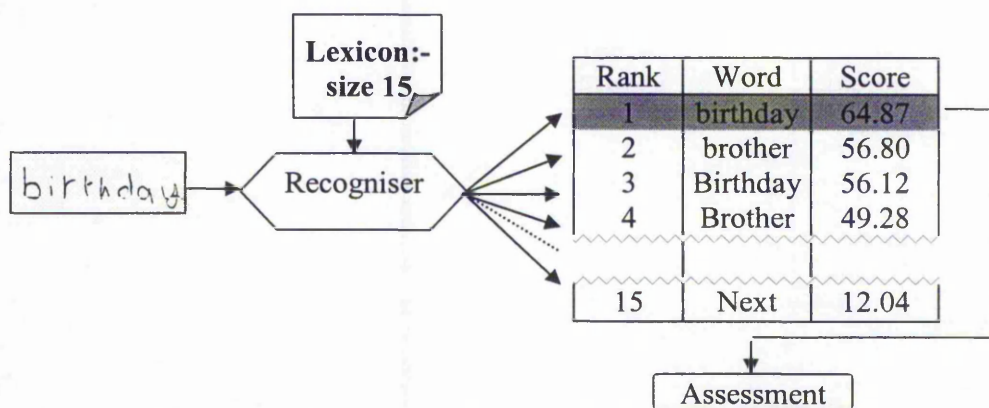 Lexicon:-
size 15
birthday
Recogniser
Rank Word Score
1 birthday 64.87
2 brother 56.80
3 Birthday 56.12
4 Brother 49.28
15 Next 12.04
Assessment